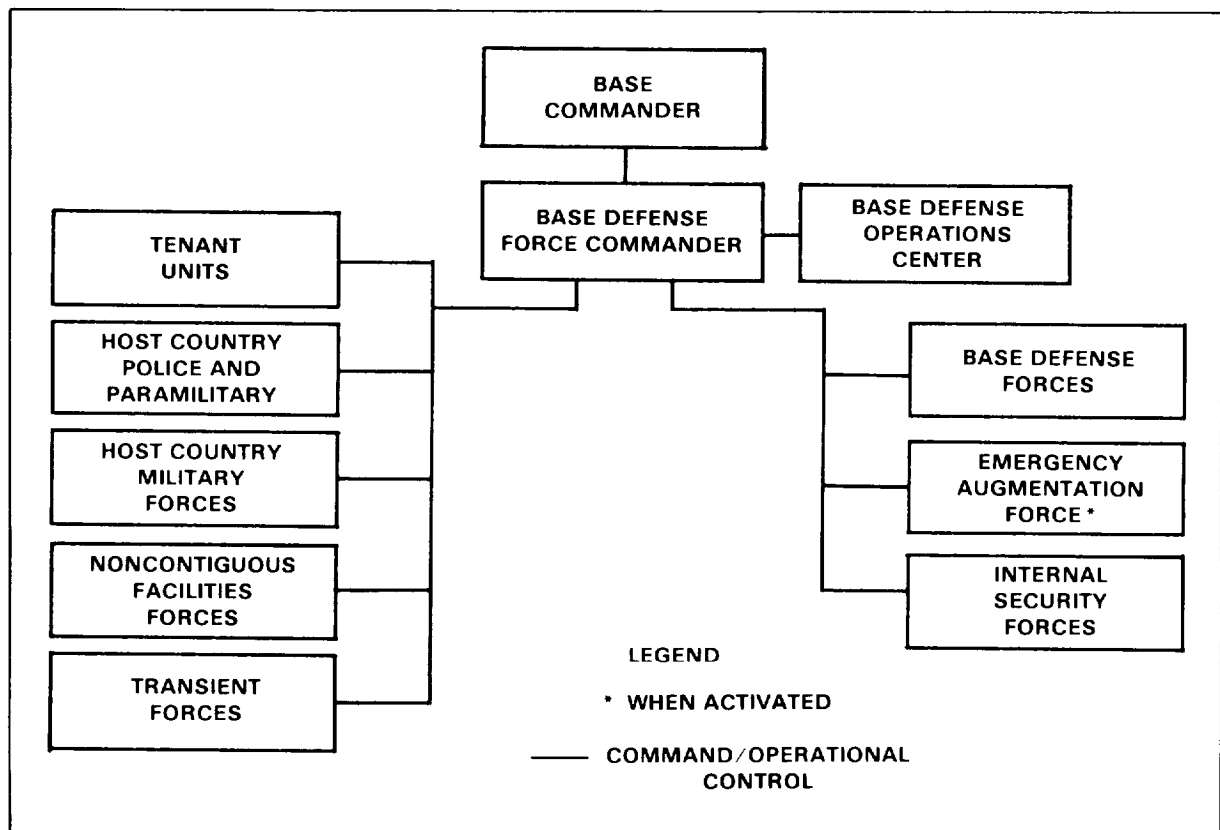 BASE
COMMANDER
BASE DEFENSE
FORCE COMMANDER
BASE DEFENSE
OPERATIONS
CENTER
TENANT
UNITS
HOST COUNTRY
POLICE AND
PARAMILITARY
HOST COUNTRY
MILITARY
FORCES
NONCONTIGUOUS
FACILITIES
FORCES
TRANSIENT
FORCES
BASE DEFENSE
FORCES
EMERGENCY
AUGMENTATION
FORCE *
INTERNAL
SECURITY
FORCES
LEGEND
* WHEN ACTIVATED
COMMAND/OPERATIONAL
CONTROL